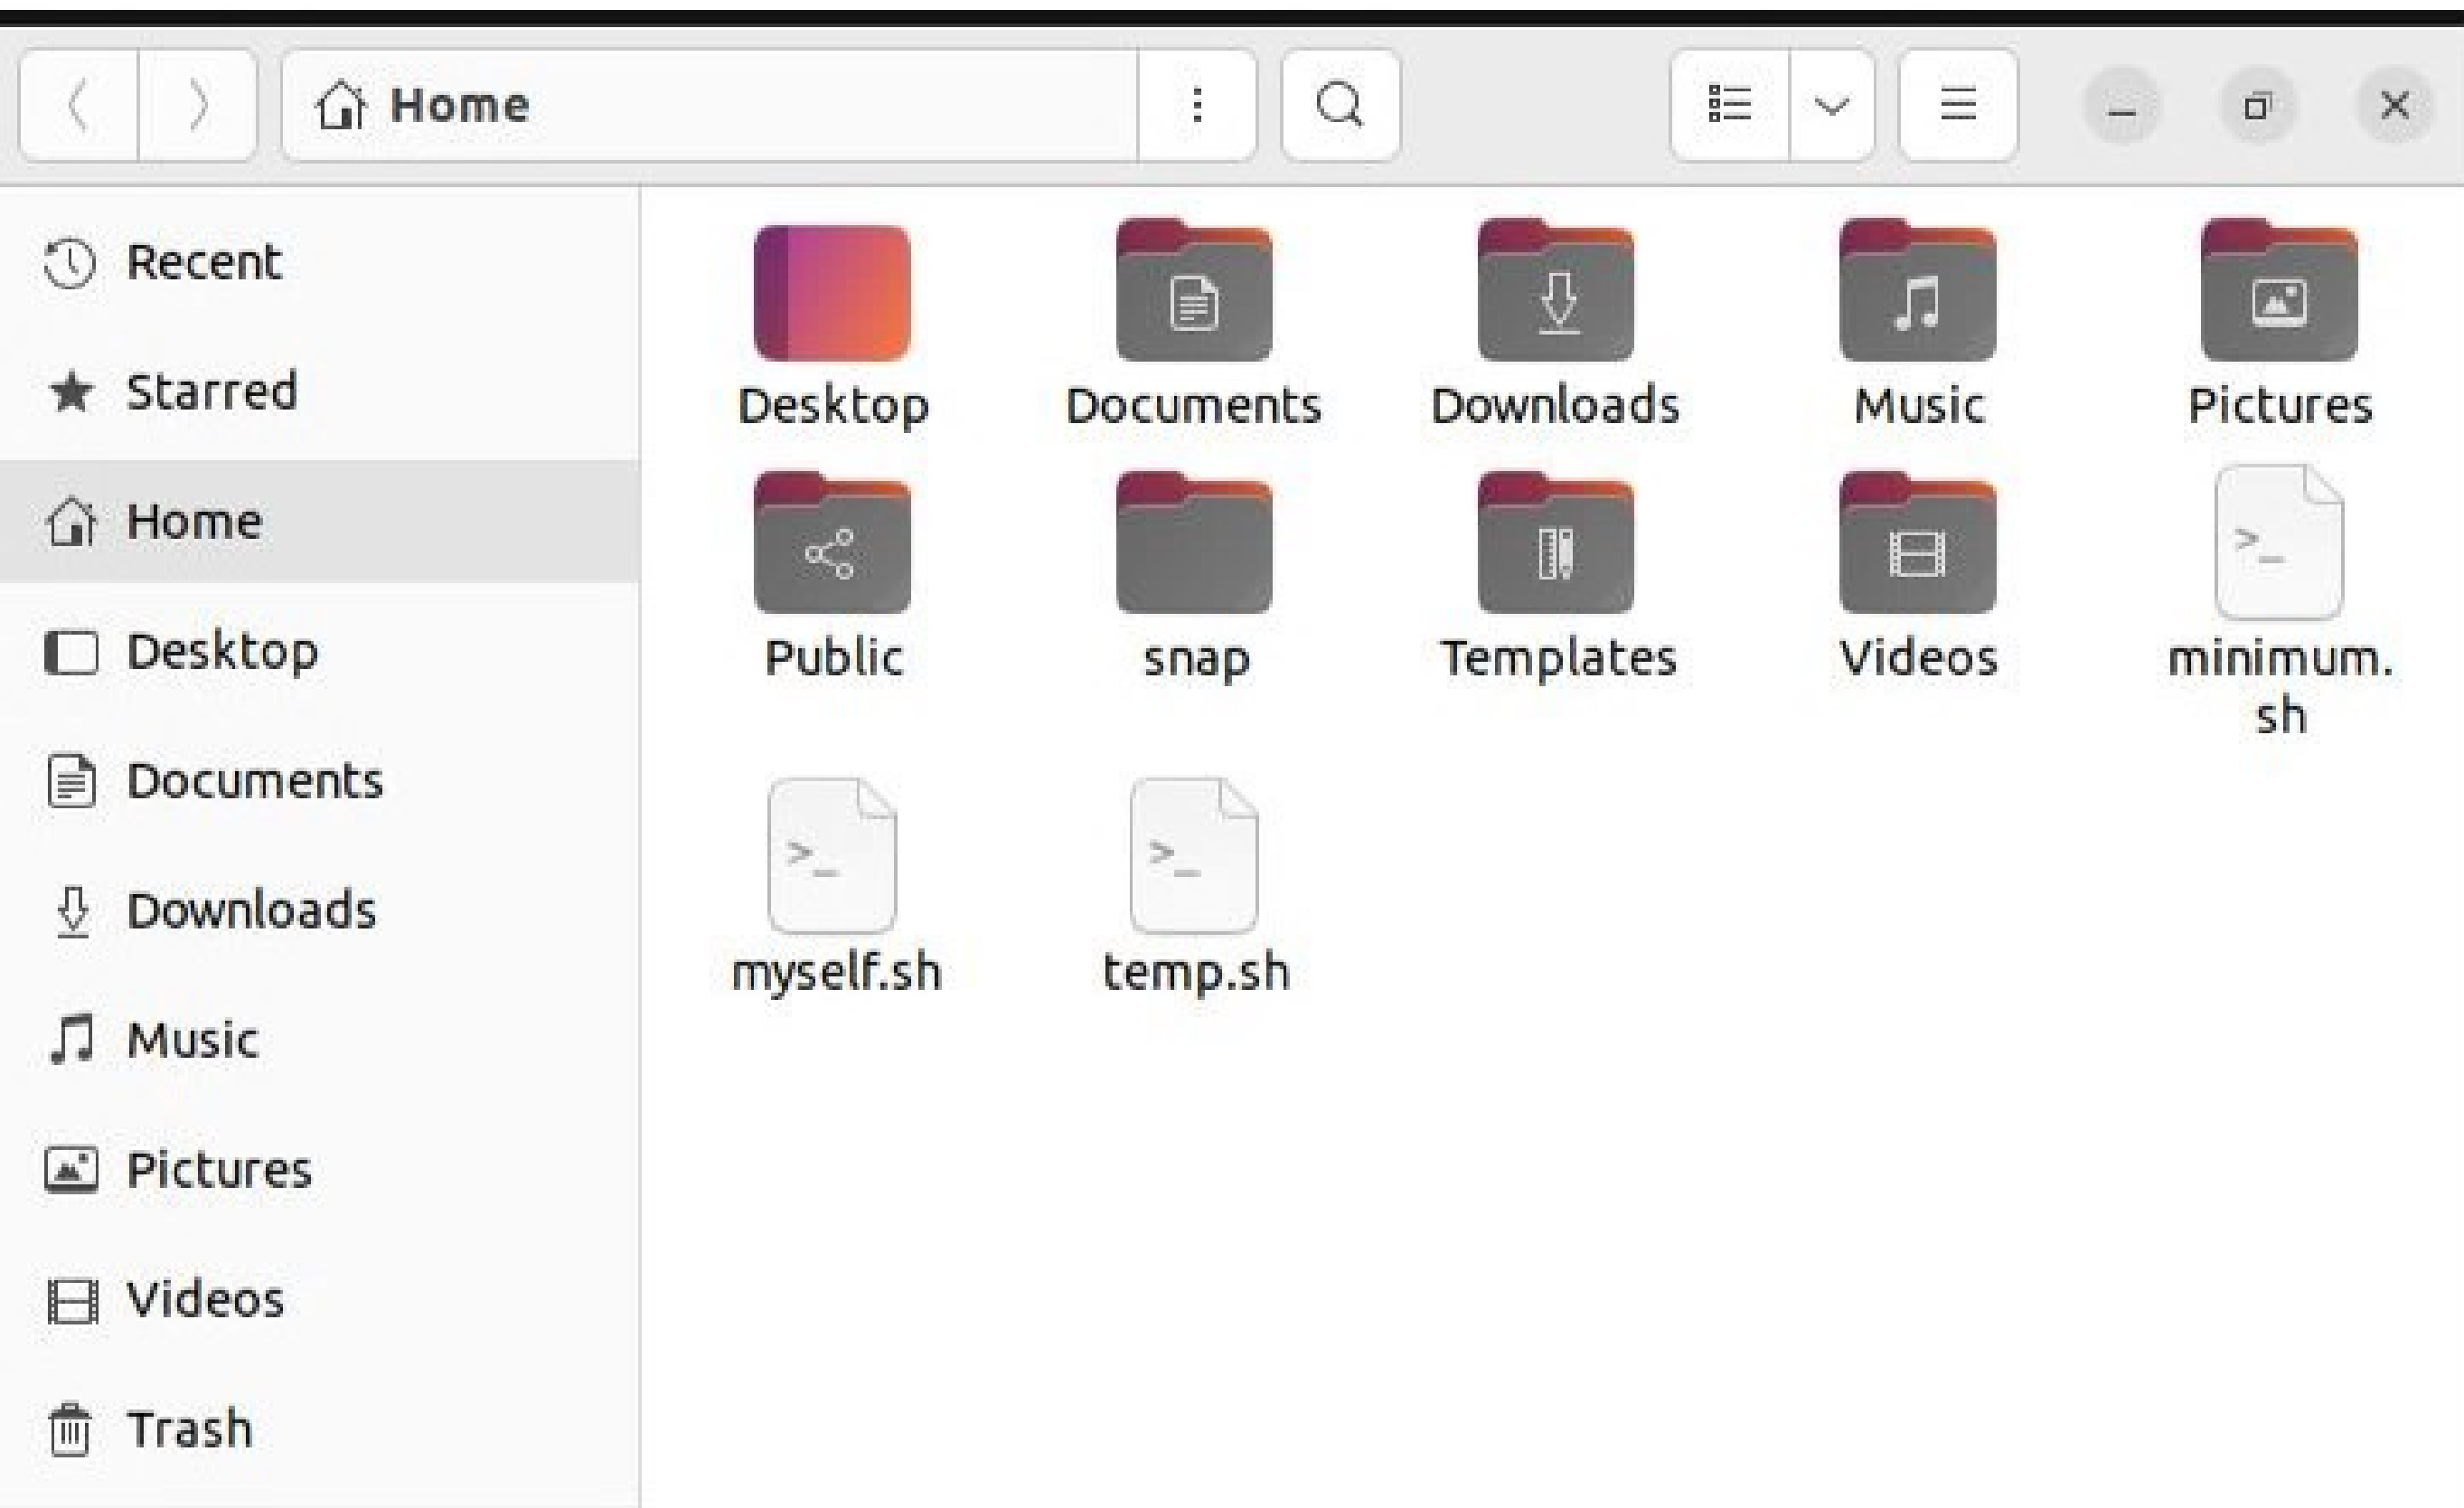 Home
Recent
Starred
Home
Desktop
Documents
Downloads
Music
Pictures
Videos
Trash
Desktop Documents Downloads Music Pictures
Public snap Templates Videos minimum.
sh
myself.sh temp.sh